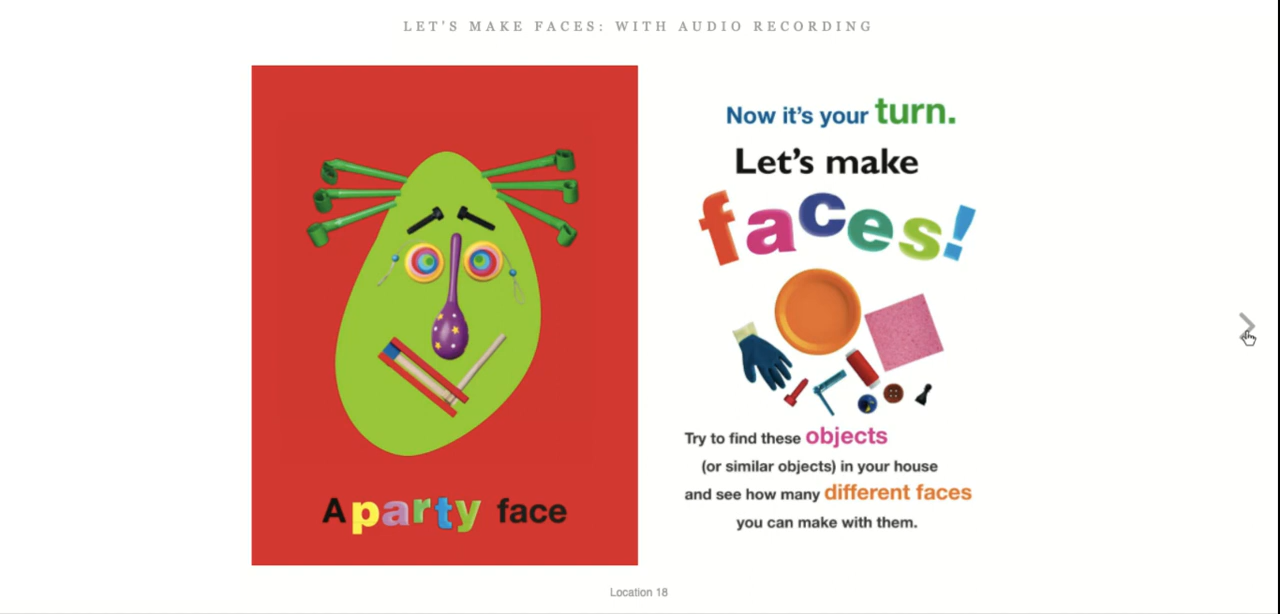 LET'S MAKE FACES: WITH AUDIO RECORDING
A party face
Now it's your turn.
Let's make
faces!
Try to find these objects
(or similar objects) in your house
and see how many different faces
you can make with them.
Location 18